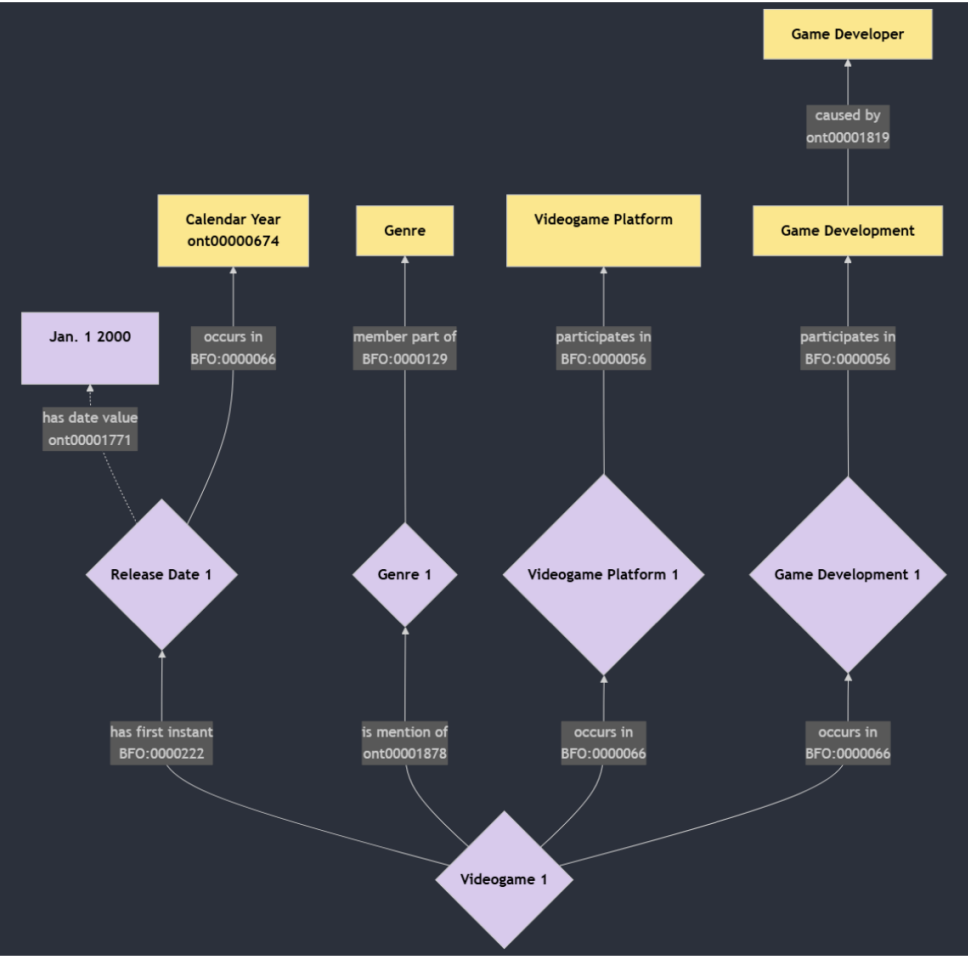 Game Developer
caused by
ont00001819
Calendar Year
ont00000674
Genre
Videogame Platform
Game Development
Jan. 1 2000
occurs in
BFO:0000066
member part of
BFO:0000129
participates in
BFO:0000056
participates in
BFO:0000056
has date value
ont00001771
Release Date 1
Genre 1
Videogame Platform 1
Game Development 1
has first instant
BFO:0000222
is mention of
ont00001878
occurs in
BFO:0000066
occurs in
BFO:0000066
Videogame 1